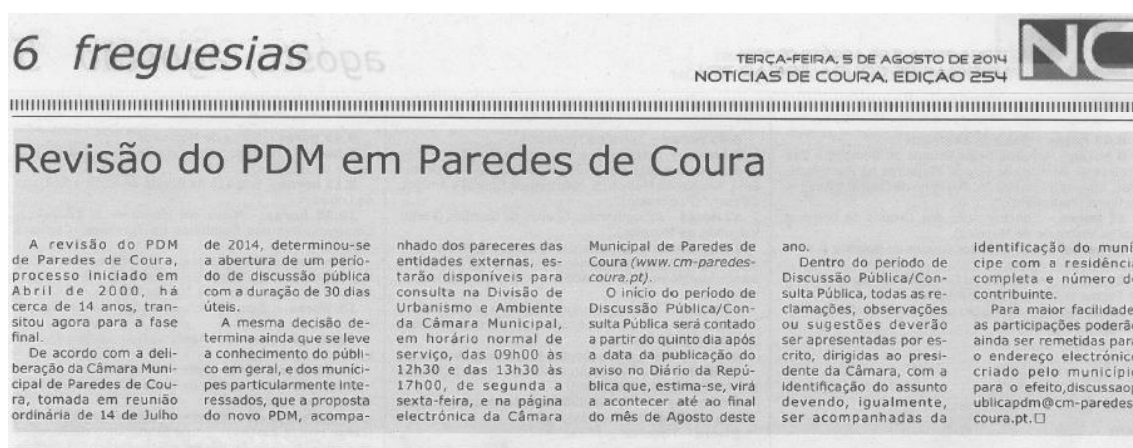 6 freguesias
TERÇA-FEIRA, 5 DE AGOSTO DE 2014
NOTICIAS DE COURA, EDIÇÃO 254
NC
Revisão do PDM em Paredes de Coura
A revisão do PDM
de Paredes de Coura,
processo iniciado em
Abril de 2000, há
cerca de 14 anos, tran-
sitou agora para a fase
final.
De acordo com a deli-
beração da Câmara Muni-
cipal de Paredes de Cou-
ra, tomada em reunião
ordinária de 14 de Julho
de 2014, determinou-se
a abertura de um perío-
do de discussão pública
com a duração de 30 dias
úteis.
A mesma decisão de-
termina ainda que se leve
a conhecimento do públi-
co em geral, e dos muníci-
pes particularmente inte-
ressados, que a proposta
do novo PDM, acompa-
nhado dos pareceres das
entidades externas, es-
tarão disponíveis para
consulta na Divisão de
Urbanismo e Ambiente
da Câmara Municipal,
em horário normal de
serviço, das 09h00 às
12h30 e das 13h30 às
17h00, de segunda a
sexta-feira, e na página
electrónica da Câmara
Municipal de Paredes de
Coura (www.cm-paredes-
coura.pt).
O início do período de
Discussão Pública/Con-
sulta Pública será contado
a partir do quinto dia após
a data da publicação do
aviso no Diário da Repú-
blica que, estima-se, virá
a acontecer até ao final
do mês de Agosto deste
ano.
Dentro do período de
Discussão Pública/Con-
sulta Pública, todas as re-
clamações, observações
ou sugestões deverão
ser apresentadas por es-
crito, dirigidas ao presi-
dente da Câmara, com a
identificação do assunto
devendo, igualmente,
ser acompanhadas da
identificação do muní
cipe com a residência
completa e número de
contribuinte.
Para maior facilidade
as participações poderão
ainda ser remetidas para
o endereço electrónico
criado pelo município
para o efeito,discussaop
ublicapdm@cm-paredes
coura.pt.□